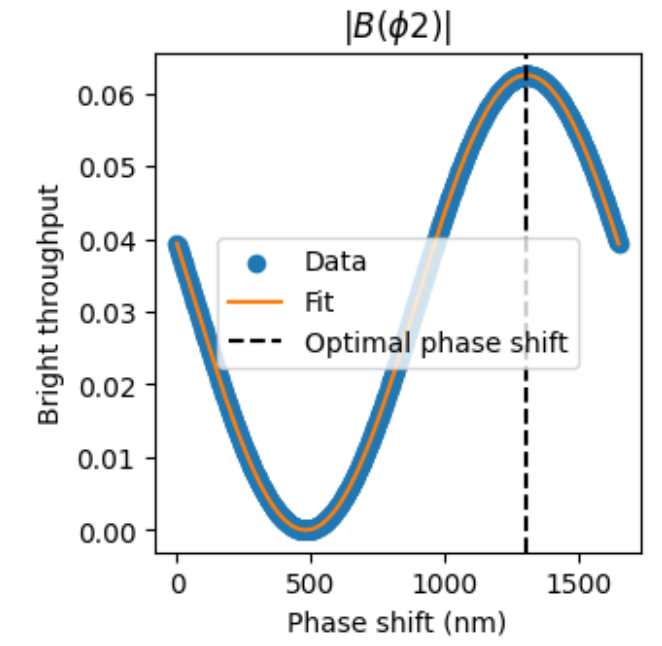 |B(ϕ2)|
Bright throughput
0.06
0.05
0.04
0.03
0.02
0.01
0.00
Data
Fit
Optimal phase shift
0 500 1000 1500
Phase shift (nm)